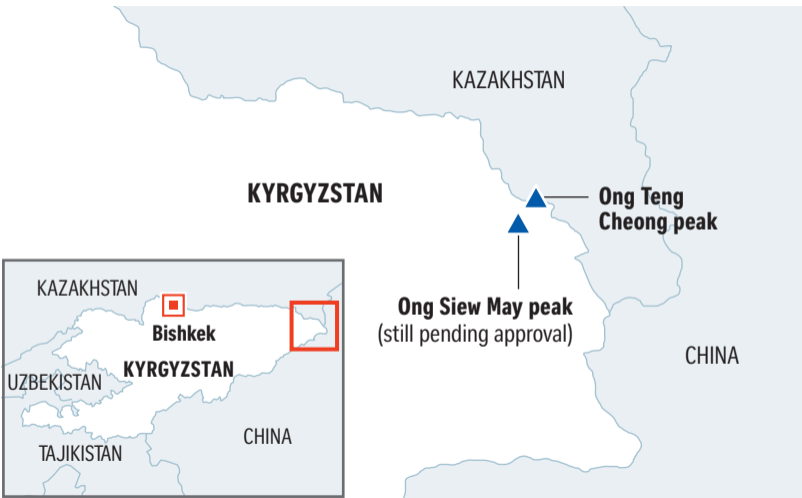 KAZAKHSTAN
KYRGYZSTAN
Ong Teng
Cheong peak
Ong Siew May peak
(still pending approval)
CHINA
KAZAKHSTAN
Bishkek
KYRGYZSTAN
UZBEKISTAN
CHINA
TAJIKISTAN